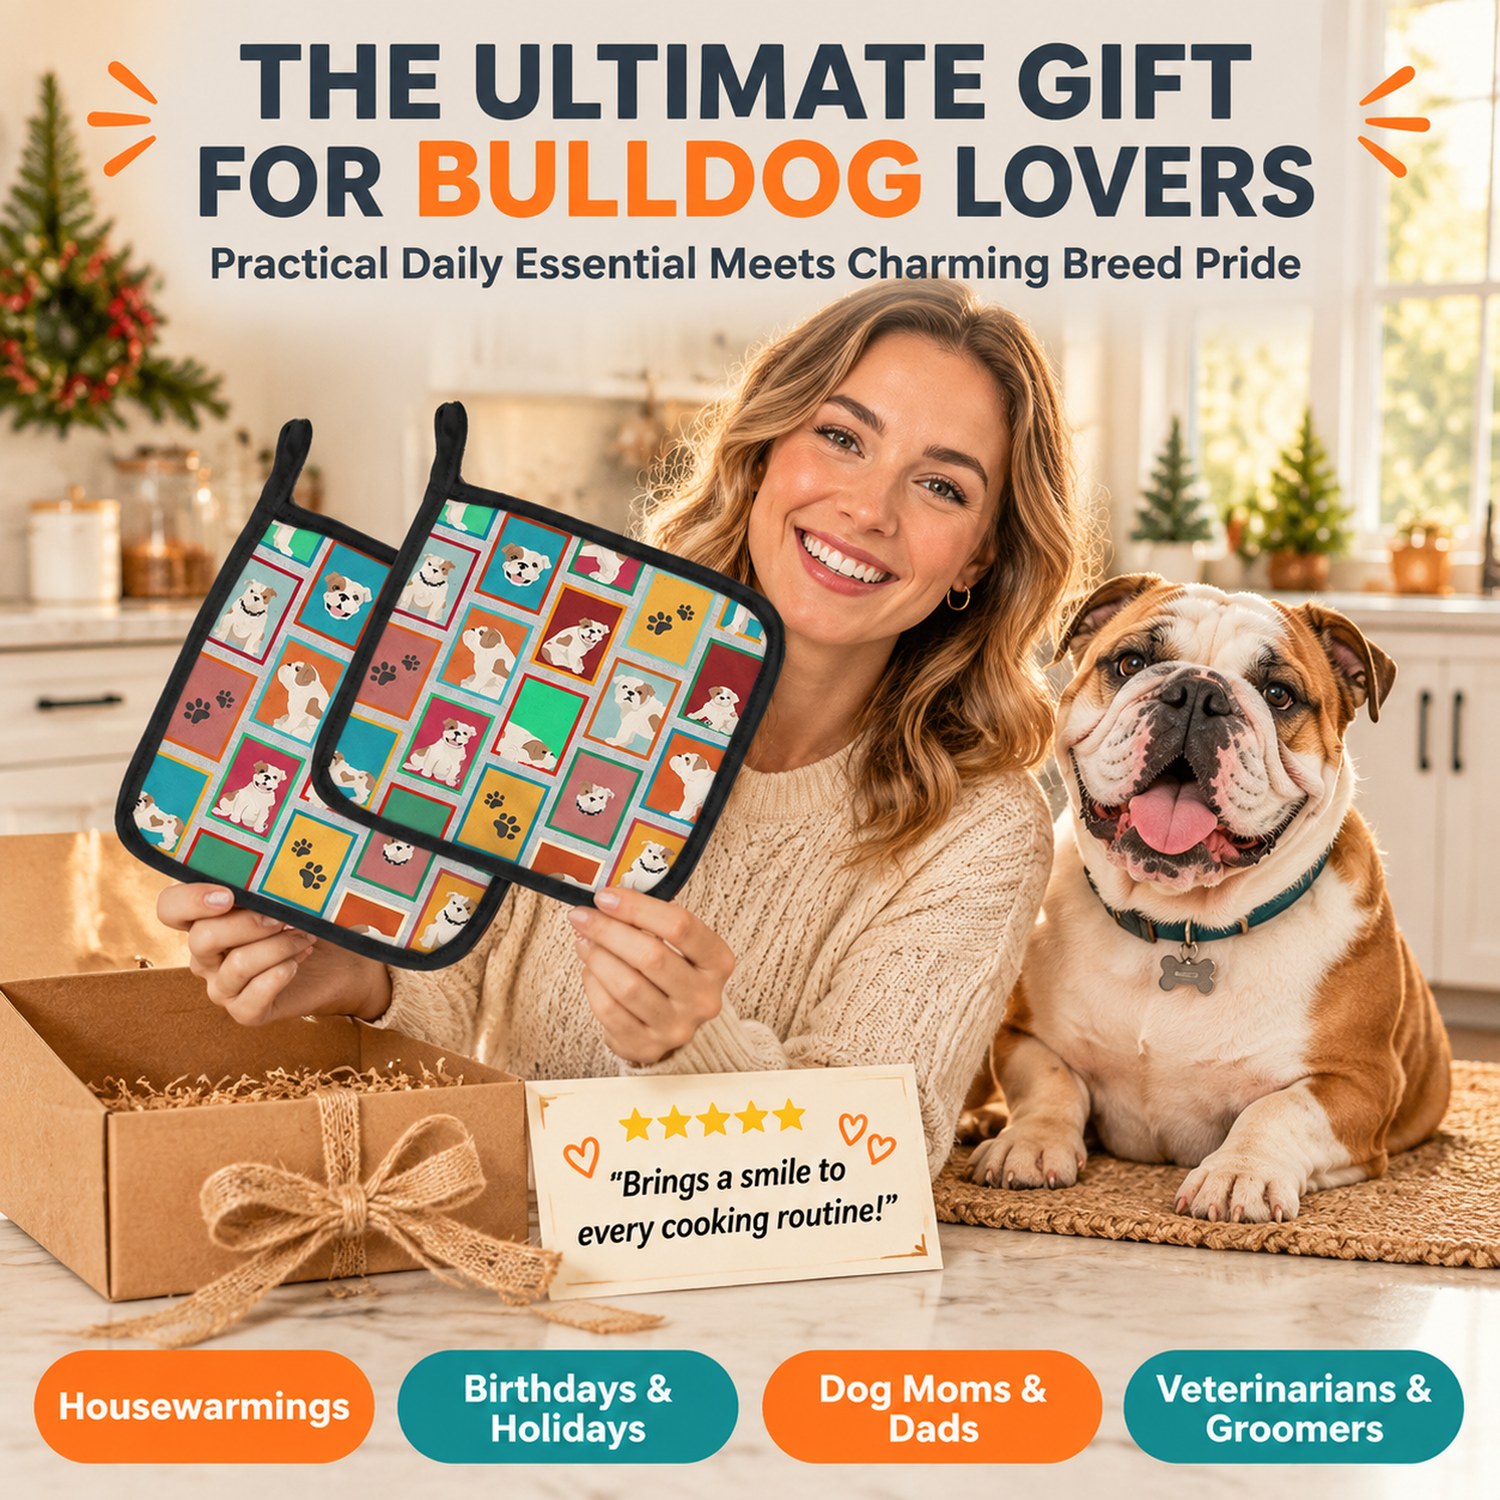 THE ULTIMATE GIFT
FOR BULLDOG LOVERS
Practical Daily Essential Meets Charming Breed Pride
"Brings a smile to
every cooking routine!"
Housewarmings
Birthdays &
Holidays
Dog Moms &
Dads
Veterinarians &
Groomers